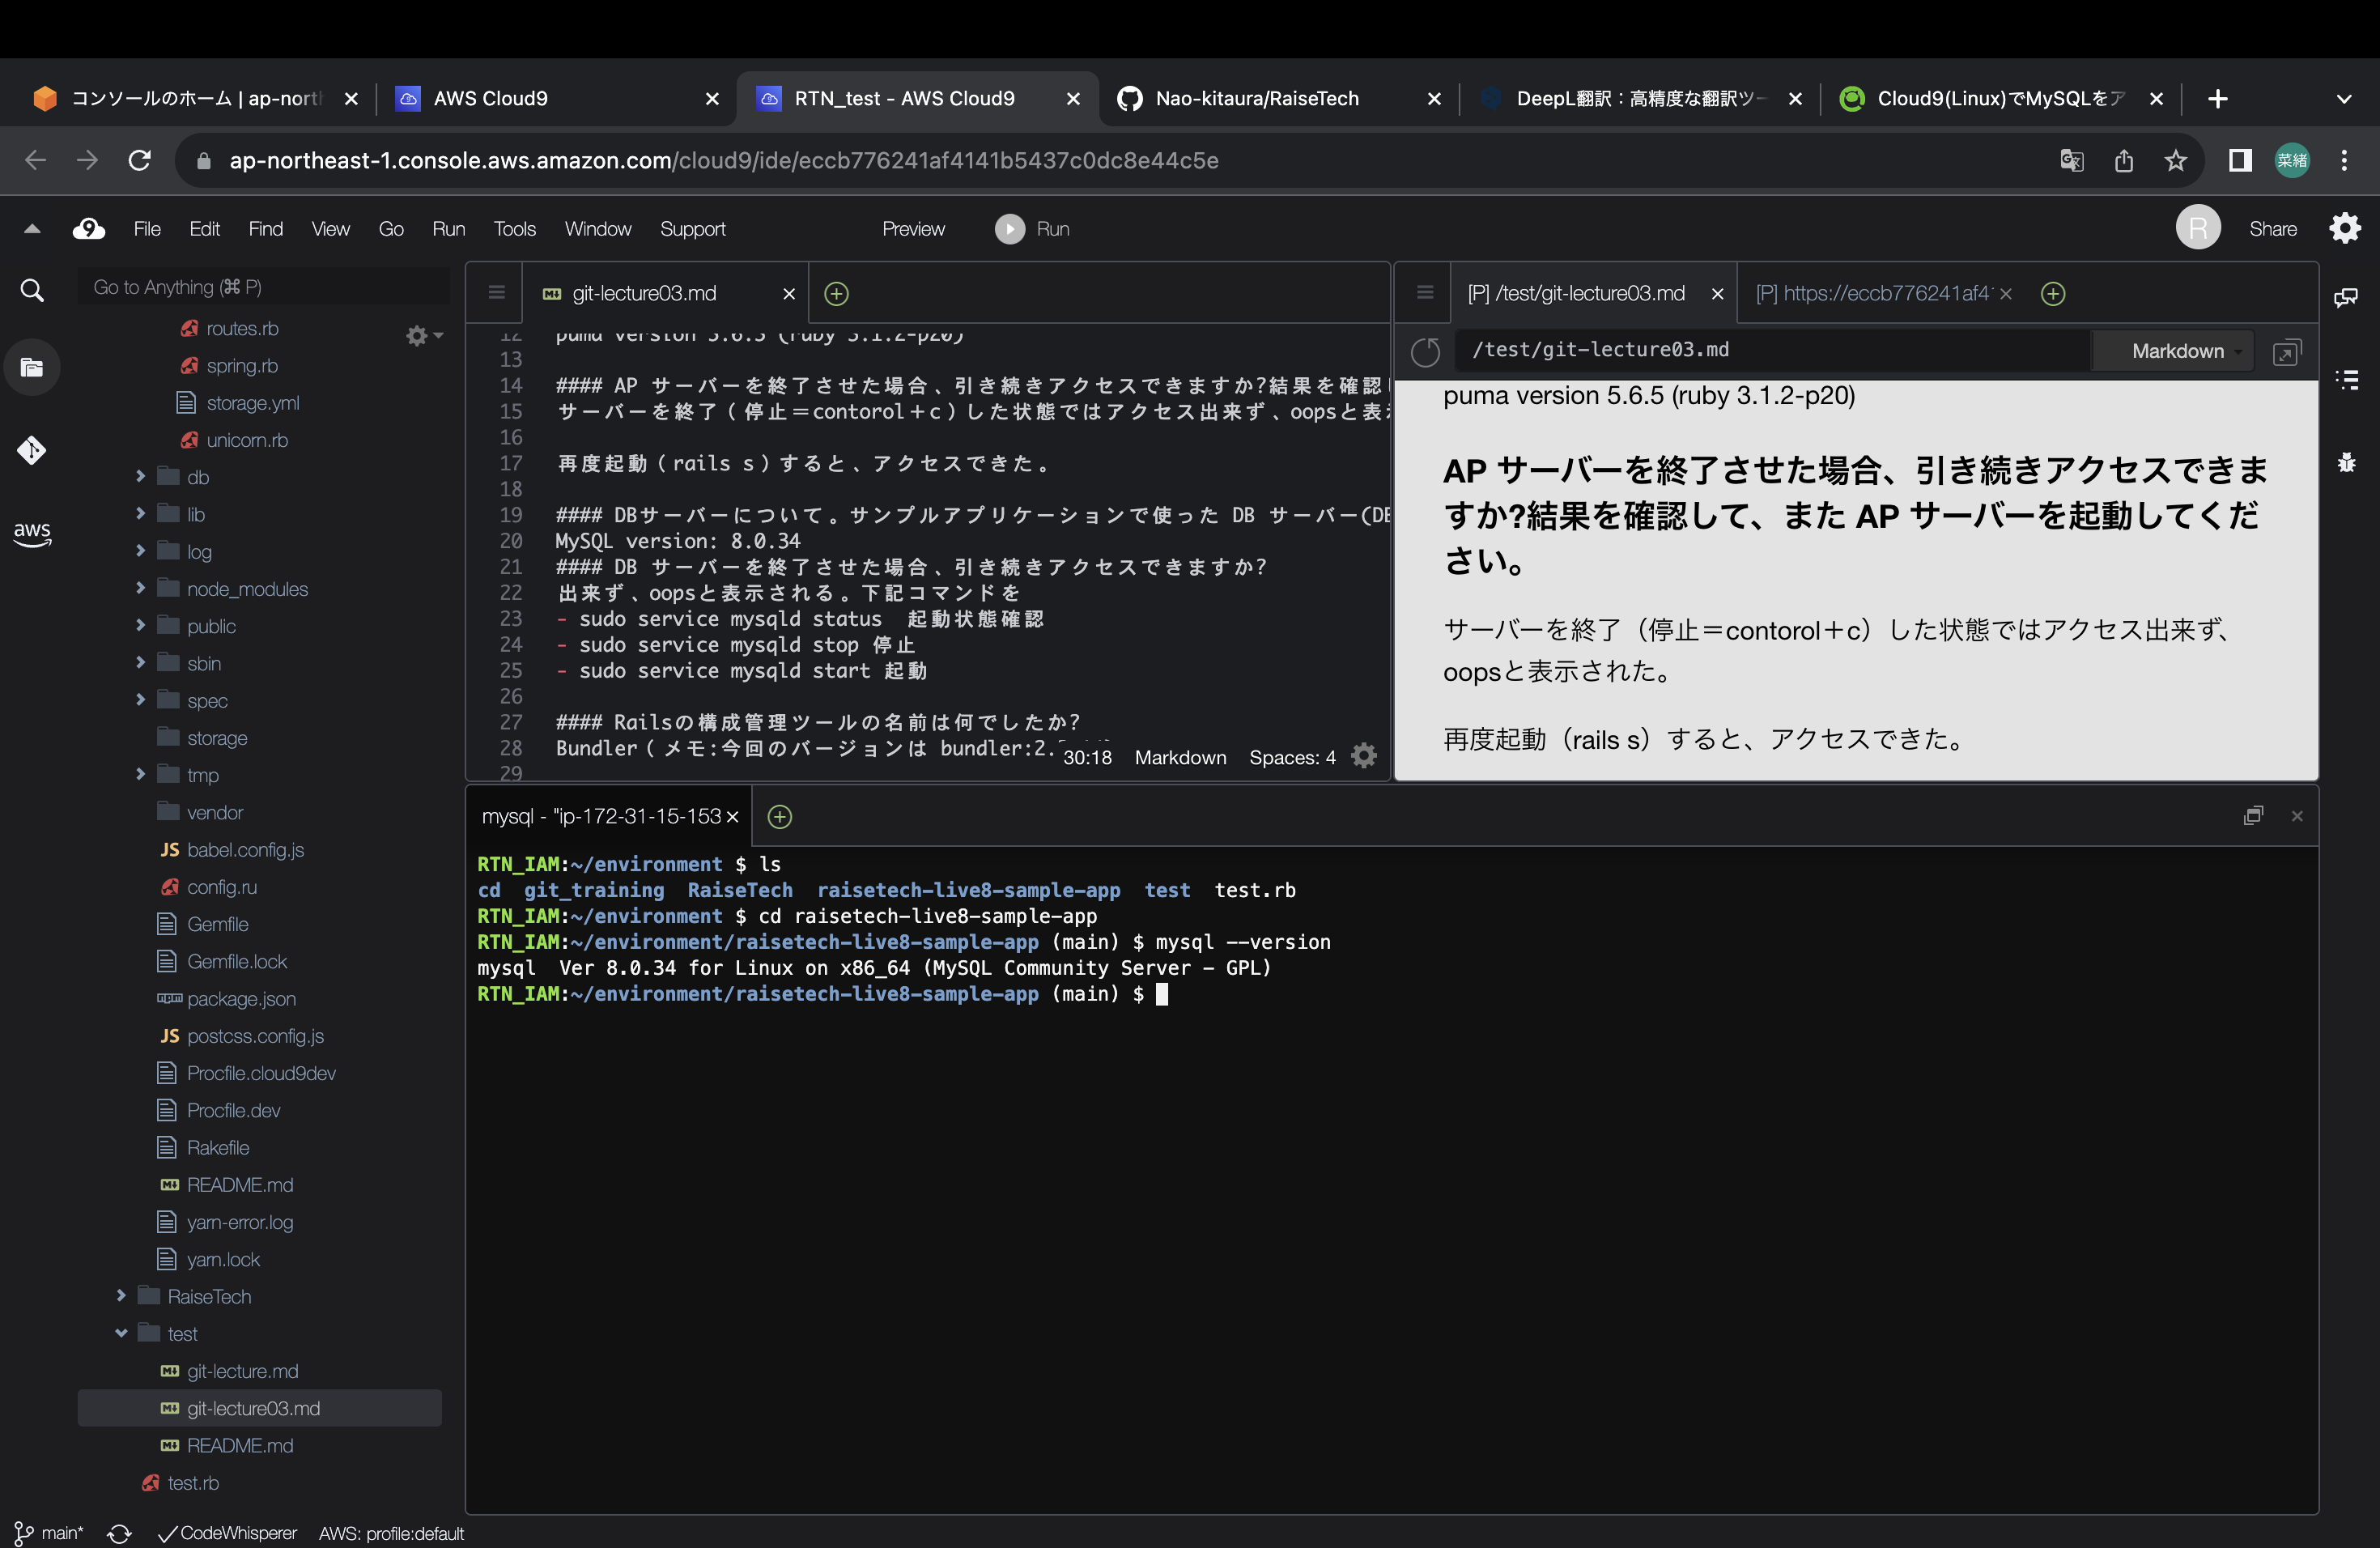 コンソールのホーム | ap-nort
AWS Cloud9
RTN_test - AWS Cloud9
Nao-kitaura/RaiseTech
DeepL翻訳：高精度な翻訳ツー
Cloud9(Linux)でMySQLをア
ap-northeast-1.console.aws.amazon.com/cloud9/ide/eccb776241af4141b5437c0dc8e44c5e
菜緒
9 File Edit Find View Go Run Tools Window Support Preview Run
R Share
Go to Anything (⌘ P)
routes.rb
spring.rb
storage.yml
unicorn.rb
db
lib
log
node_modules
public
sbin
spec
storage
tmp
vendor
JS babel.config.js
config.ru
Gemfile
Gemfile.lock
package.json
JS postcss.config.js
Procfile.cloud9dev
Procfile.dev
Rakefile
README.md
yarn-error.log
yarn.lock
RaiseTech
test
git-lecture.md
git-lecture03.md
README.md
test.rb
aws
git-lecture03.md
12 puma version 5.6.5 (ruby 3.1.2-p20)
13
14 #### AP サーバーを終了させた場合、引き続きアクセスできますか?結果を確認
15 サーバーを終了（停止＝contorol＋c）した状態ではアクセス出来ず、oopsと表
16
17 再度起動（rails s）すると、アクセスできた。
18
19 #### DBサーバーについて。サンプルアプリケーションで使った DB サーバー(DB
20 MySQL version: 8.0.34
21 #### DB サーバーを終了させた場合、引き続きアクセスできますか?
22 出来ず、oopsと表示される。下記コマンドを
23 - sudo service mysqld status 起動状態確認
24 - sudo service mysqld stop 停止
25 - sudo service mysqld start 起動
26
27 #### Railsの構成管理ツールの名前は何でしたか?
28 Bundler（メモ:今回のバージョンは bundler:2.
29
30:18 Markdown Spaces: 4
[P] /test/git-lecture03.md
[P] https://eccb776241af4
/test/git-lecture03.md
Markdown
puma version 5.6.5 (ruby 3.1.2-p20)
AP サーバーを終了させた場合、引き続きアクセスできま
すか?結果を確認して、また AP サーバーを起動してくだ
さい。
サーバーを終了（停止＝contorol＋c）した状態ではアクセス出来ず、
oopsと表示された。
再度起動（rails s）すると、アクセスできた。
mysql - "ip-172-31-15-153
RTN_IAM:~/environment $ ls
cd git_training RaiseTech raisetech-live8-sample-app test test.rb
RTN_IAM:~/environment $ cd raisetech-live8-sample-app
RTN_IAM:~/environment/raisetech-live8-sample-app (main) $ mysql --version
mysql Ver 8.0.34 for Linux on x86_64 (MySQL Community Server - GPL)
RTN_IAM:~/environment/raisetech-live8-sample-app (main) $
main* CodeWhisperer AWS: profile:default